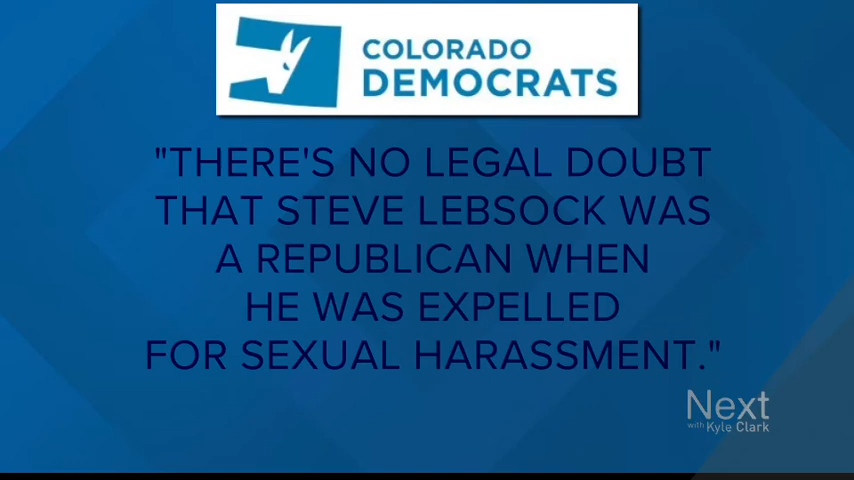 COLORADO
DEMOCRATS
"THERE'S NO LEGAL DOUBT
THAT STEVE LEBSOCK WAS
A REPUBLICAN WHEN
HE WAS EXPELLED
FOR SEXUAL HARASSMENT."
Next
with Kyle Clark